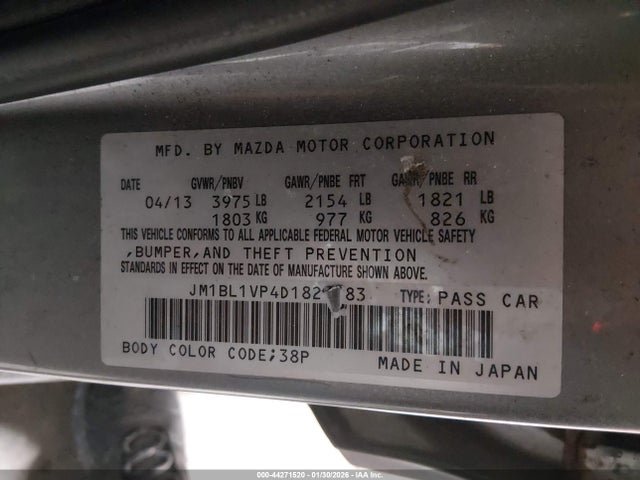 MFD. BY MAZDA MOTOR CORPORATION
DATE GVWR/PNBV GAWR/PNBE FRT GAWR/PNBE RR
04/13 3975 LB 2154 LB 1821 LB
1803 KG 977 KG 826 KG
THIS VEHICLE CONFORMS TO ALL APPLICABLE FEDERAL MOTOR VEHICLE SAFETY
,BUMPER,AND THEFT PREVENTION
STANDARDS IN EFFECT ON THE DATE OF MANUFACTURE SHOWN ABOVE.
TYPE: PASS CAR
BODY COLOR CODE;38P MADE IN JAPAN
000-44271520 - 01/30/2026 - IAA Vehicles